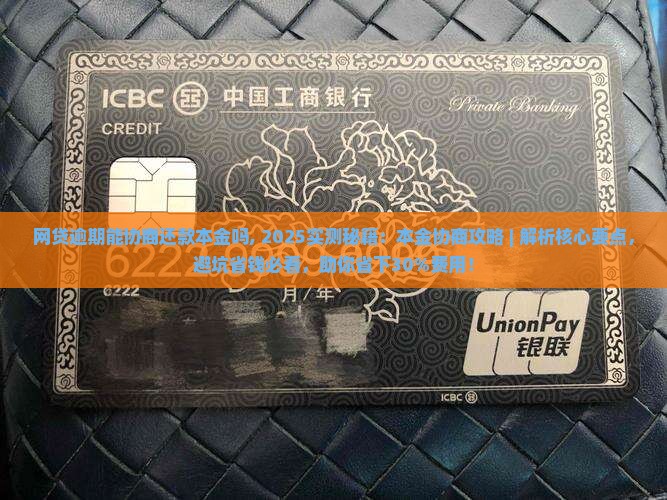 ICBC 中国工商银行
Private Banking
CREDIT
网贷逾期能协商还款本金吗, 2025实测秘籍：本金协商攻略 | 解析核心要点，
避坑省钱必看，助你省下30%费用！
6222
月/年
UnionPay
银联
ICBC